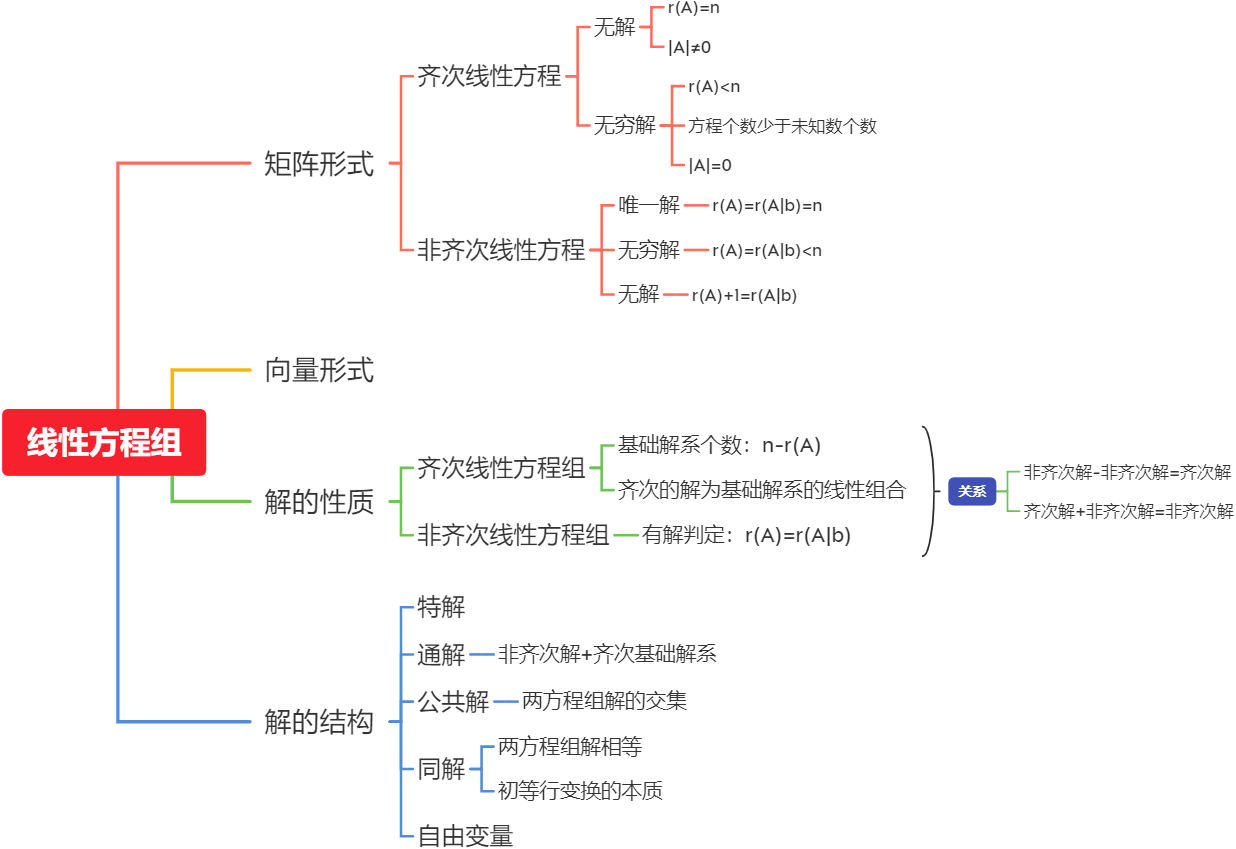 线性方程组
矩阵形式
齐次线性方程
无解
r(A)=n
|A|≠0
无穷解
r(A)<n
方程个数少于未知数个数
|A|=0
非齐次线性方程
唯一解
r(A)=r(A|b)=n
无穷解
r(A)=r(A|b)<n
无解
r(A)+1=r(A|b)
向量形式
解的性质
齐次线性方程组
基础解系个数：n-r(A)
齐次的解为基础解系的线性组合
非齐次线性方程组
有解判定：r(A)=r(A|b)
关系
非齐次解-非齐次解=齐次解
齐次解+非齐次解=非齐次解
解的结构
特解
通解
非齐次解+齐次基础解系
公共解
两方程组解的交集
同解
两方程组解相等
初等行变换的本质
自由变量